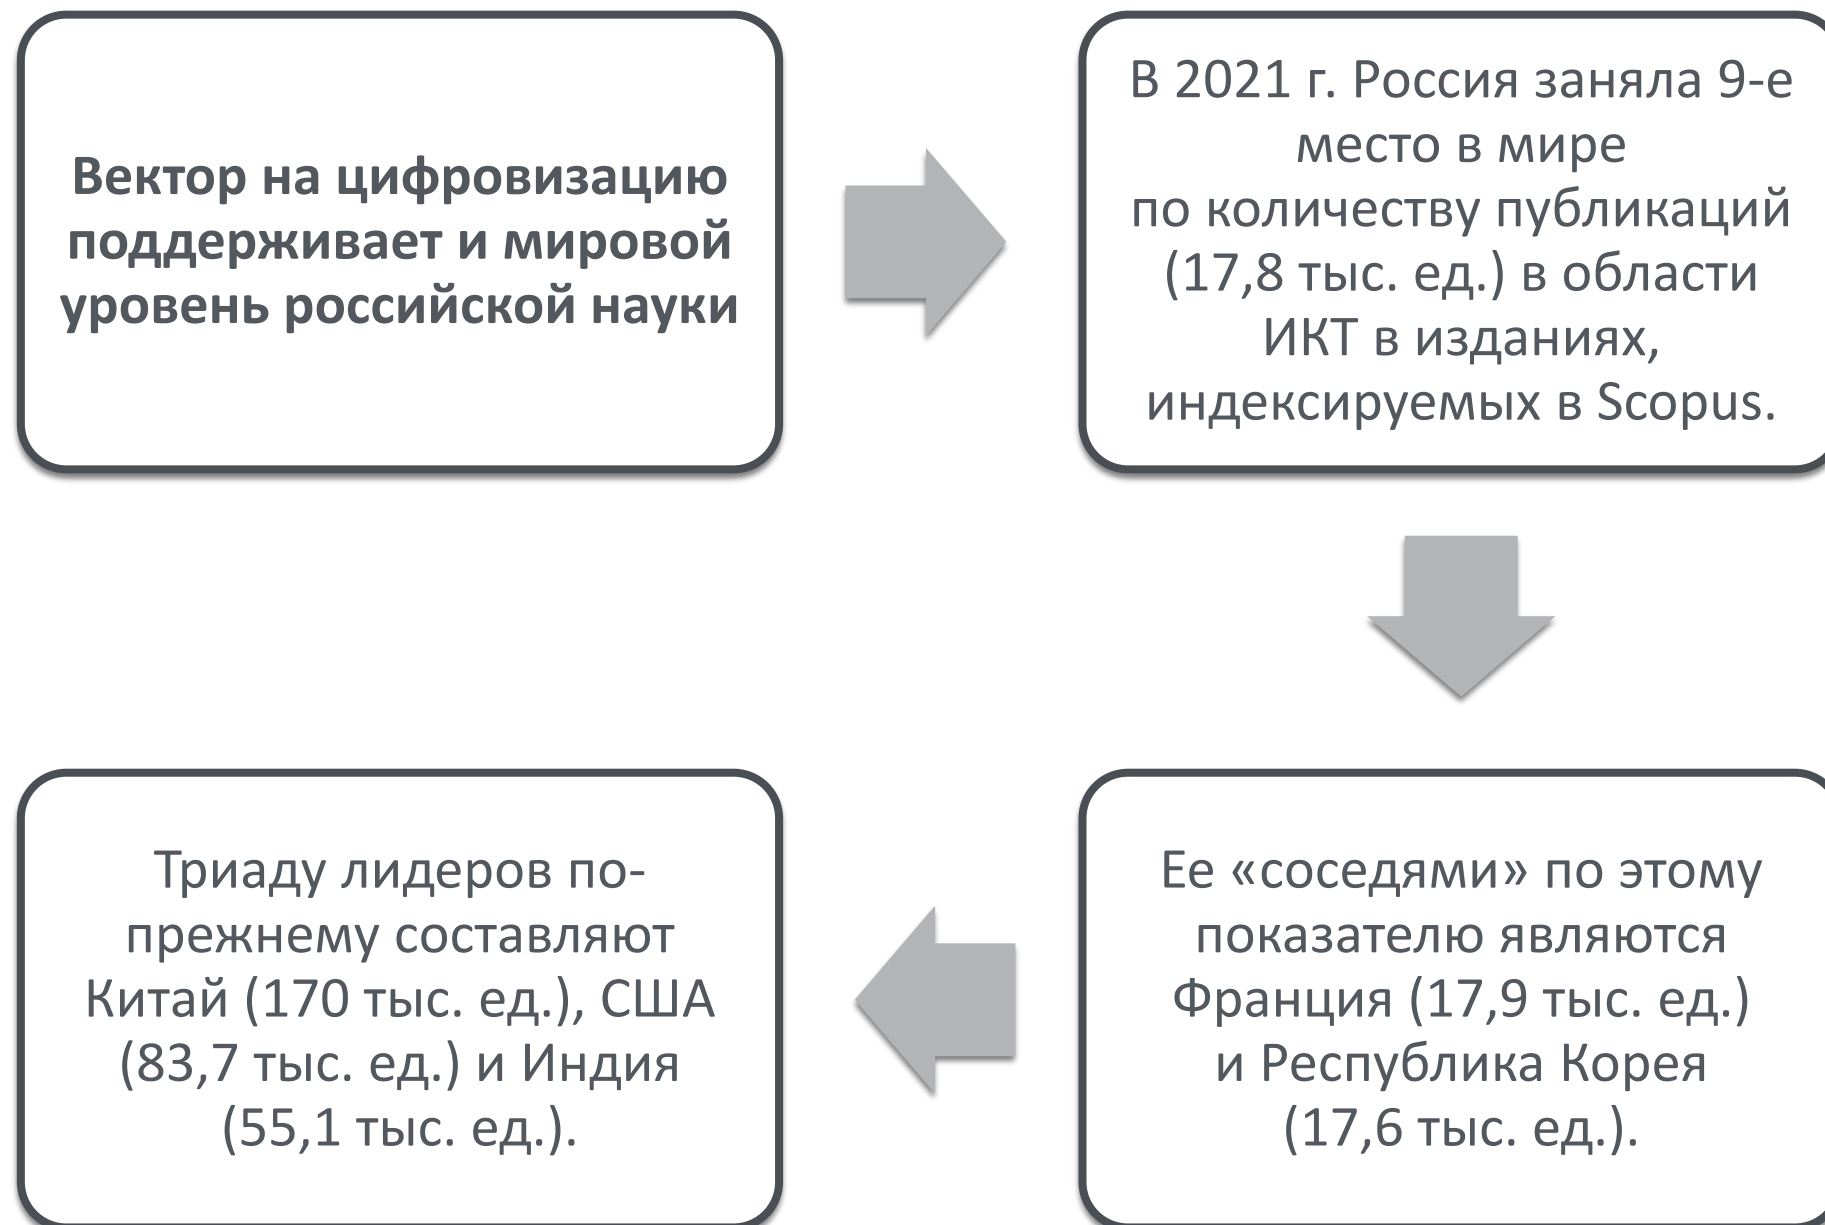 Вектор на цифровизацию
поддерживает и мировой
уровень российской науки
В 2021 г. Россия заняла 9-е
место в мире
по количеству публикаций
(17,8 тыс. ед.) в области
ИКТ в изданиях,
индексируемых в Scopus.
Ее «соседями» по этому
показателю являются
Франция (17,9 тыс. ед.)
и Республика Корея
(17,6 тыс. ед.).
Триаду лидеров по-
прежнему составляют
Китай (170 тыс. ед.), США
(83,7 тыс. ед.) и Индия
(55,1 тыс. ед.).